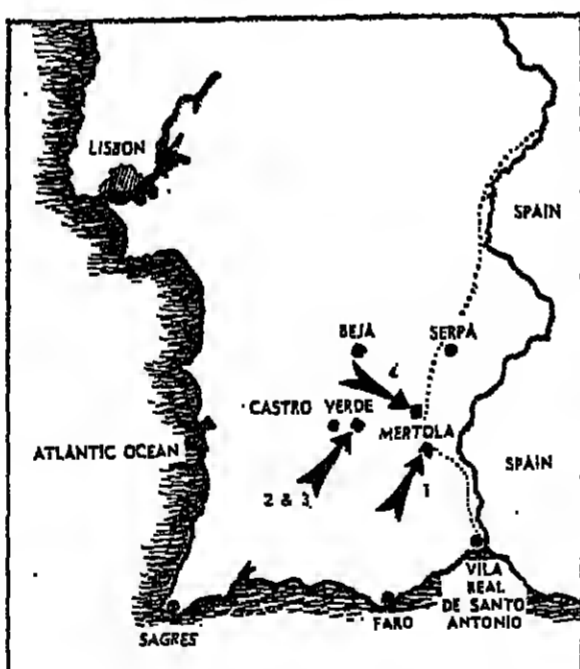 LISBON
SPAIN
BEJA
SERPA
i
CASTRO VERDE
ATLANTIC OCEAN
MERTOLA
SPAIN
2 & 3
1
VILA
REAL
DE SANTO
ANTONIO
FARO
SAGRES